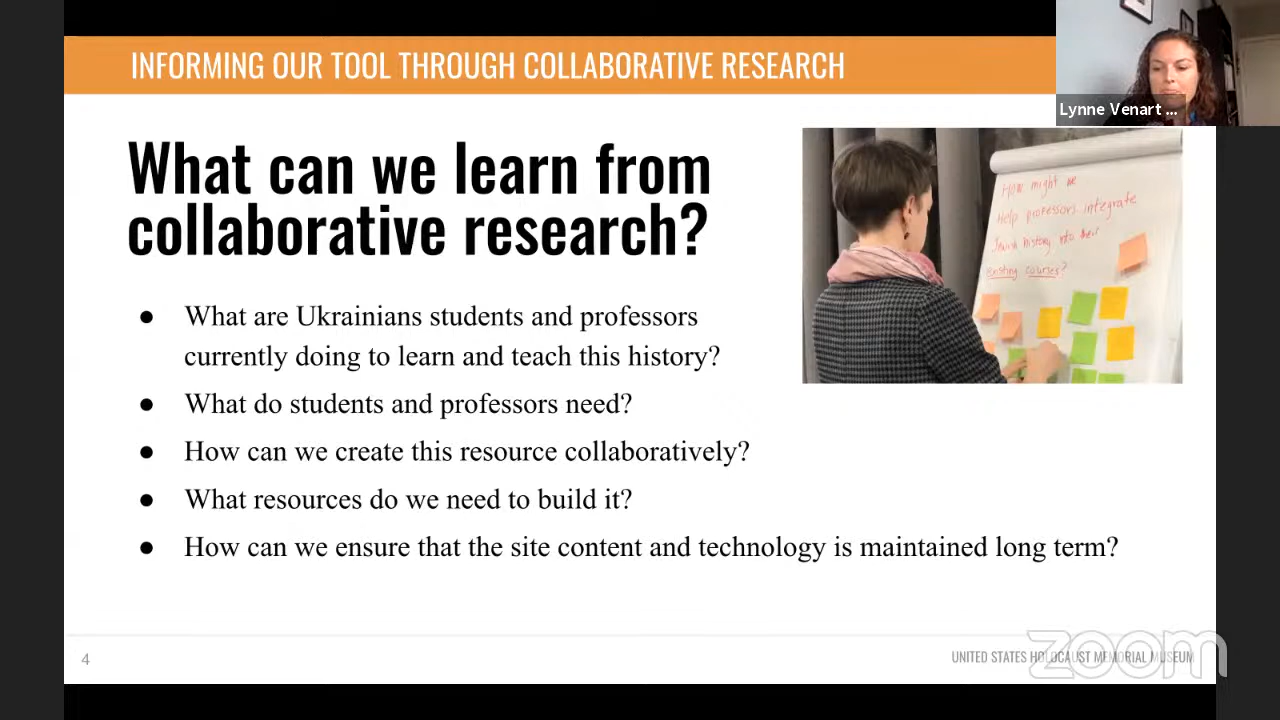 INFORMING OUR TOOL THROUGH COLLABORATIVE RESEARCH
Lynne Venart ...
What can we learn from
collaborative research?
How might we
Help professors integrate
Jewish history into their
Existing courses?
● What are Ukrainians students and professors
currently doing to learn and teach this history?
● What do students and professors need?
● How can we create this resource collaboratively?
● What resources do we need to build it?
● How can we ensure that the site content and technology is maintained long term?
4
UNITED STATES HOLOCAUST MEMORIAL MUSEUM
zoom